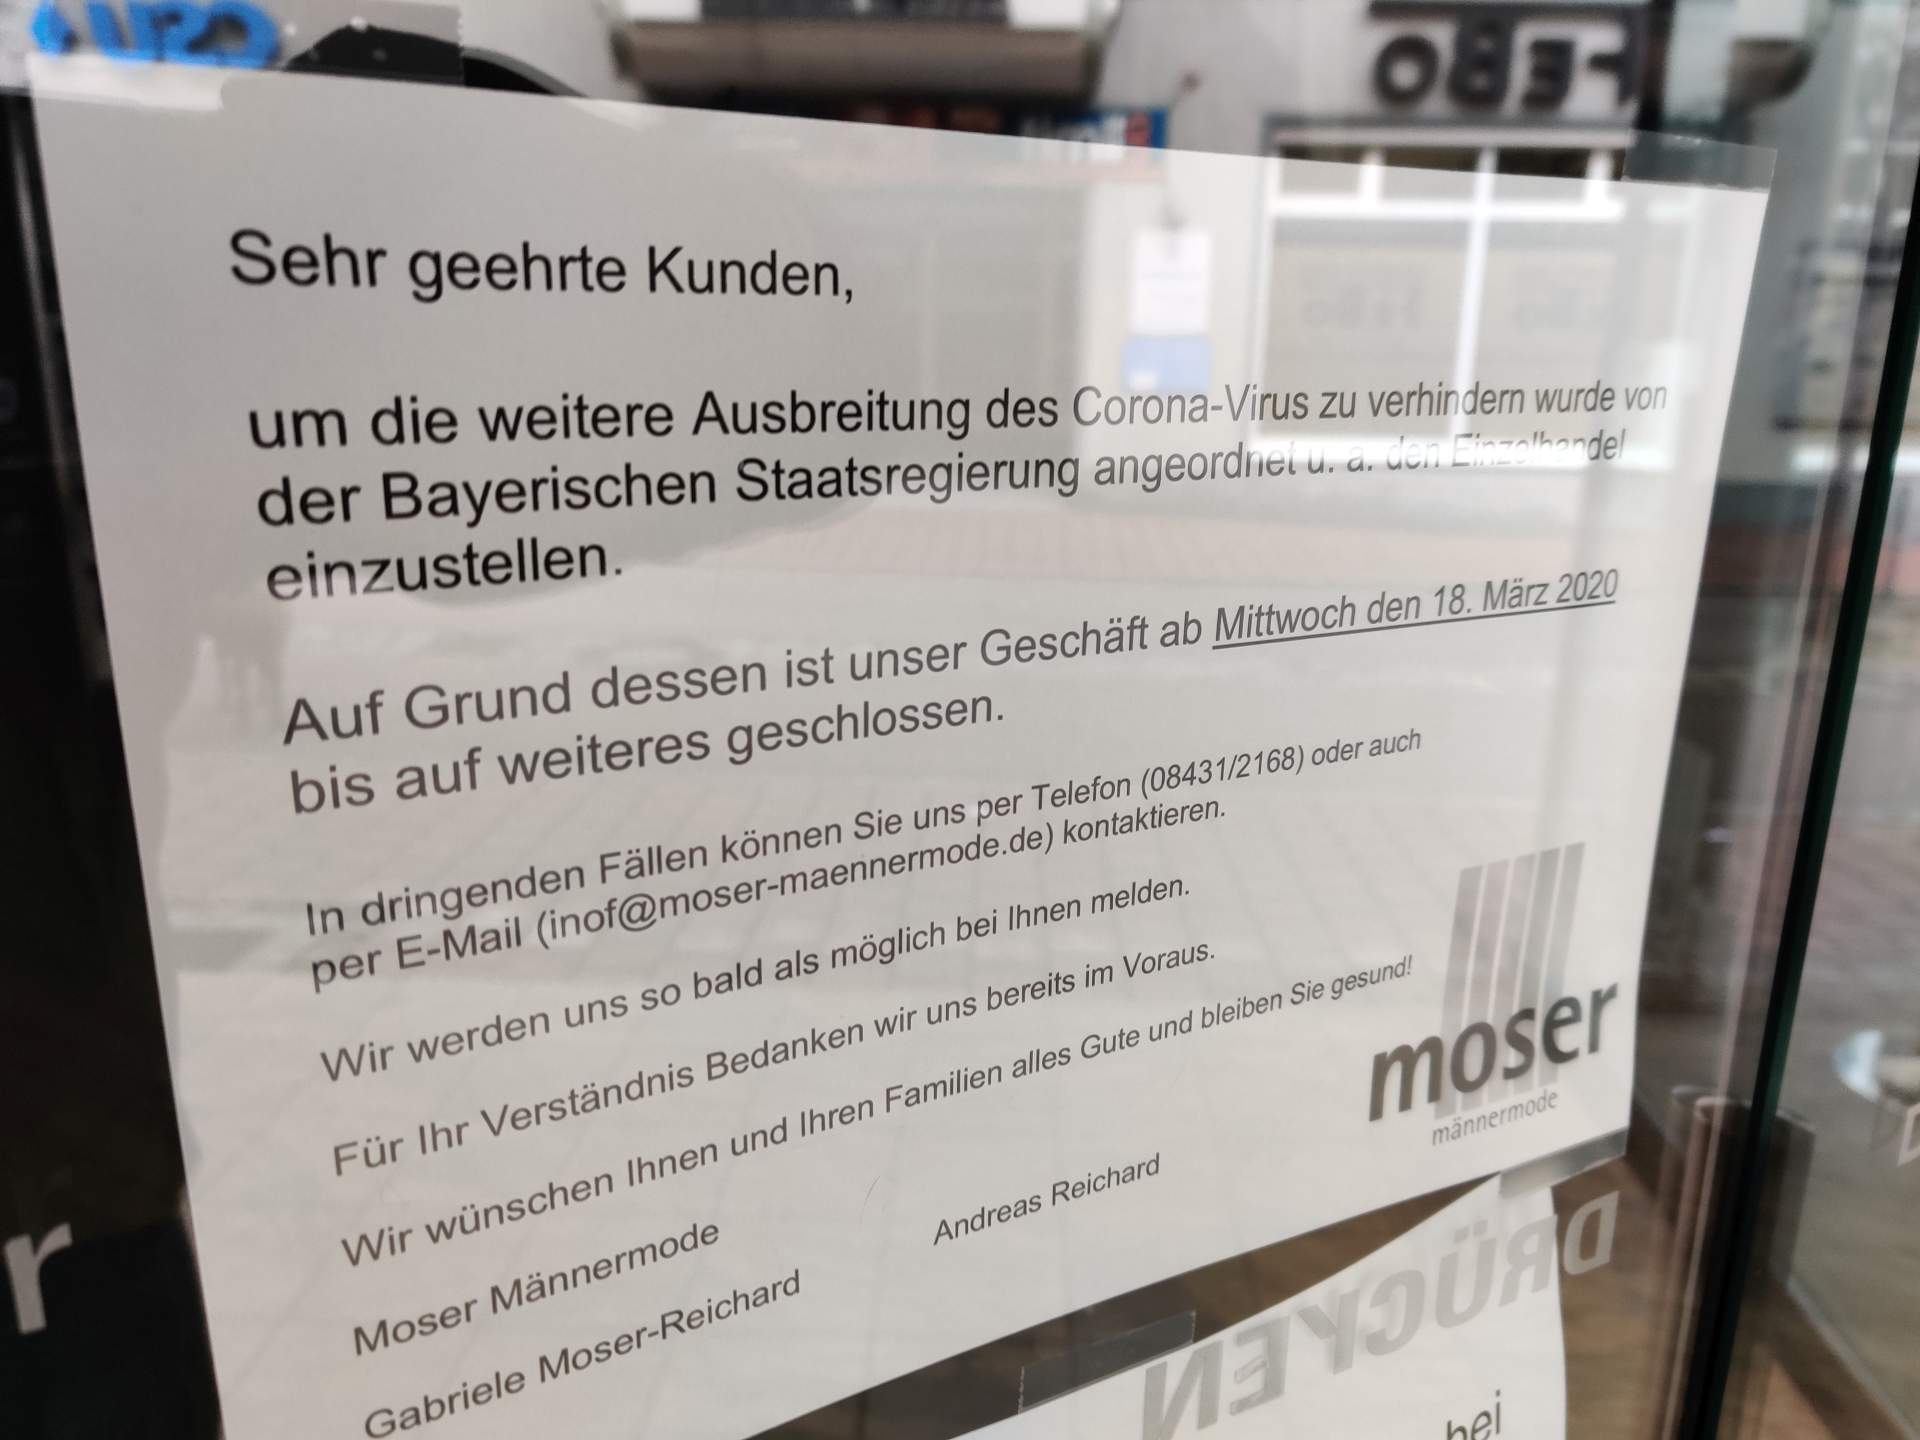 Sehr geehrte Kunden,
um die weitere Ausbreitung des Corona-Virus zu verhindern wurde von
der Bayerischen Staatsregierung angeordnet u. a. den Einzelhandel
einzustellen.
Auf Grund dessen ist unser Geschäft ab Mittwoch den 18. März 2020
bis auf weiteres geschlossen.
In dringenden Fällen können Sie uns per Telefon (08431/2168) oder auch
per E-Mail (inof@moser-maennermode.de) kontaktieren.
Wir werden uns so bald als möglich bei Ihnen melden.
Für Ihr Verständnis Bedanken wir uns bereits im Voraus.
Wir wünschen Ihnen und Ihren Familien alles Gute und bleiben Sie gesund!
Moser Männermode
Gabriele Moser-Reichard
Andreas Reichard
moser
männermode
DRÜCKEN
bei
CSU
FEBO
r